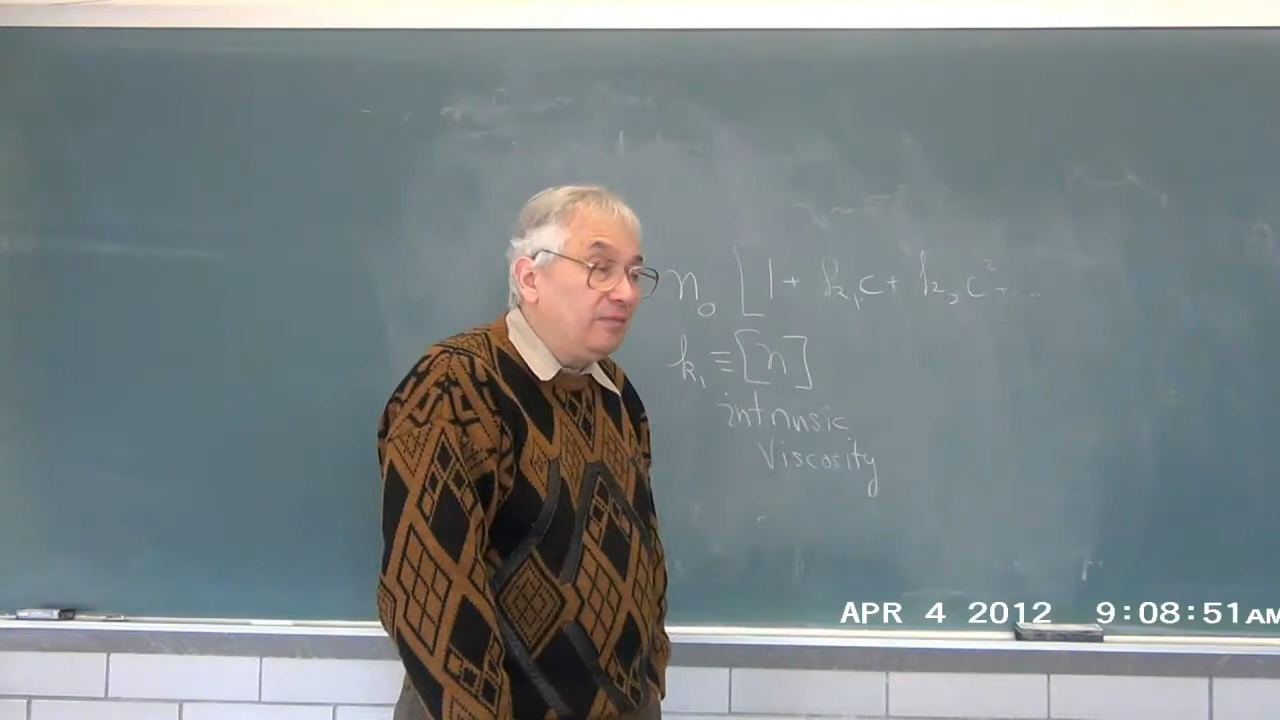 η₀ [1 + k₁c + k₂c² + ...
k₁ ≡ [η]
intrinsic
Viscosity
APR 4 2012 9:08:51AM